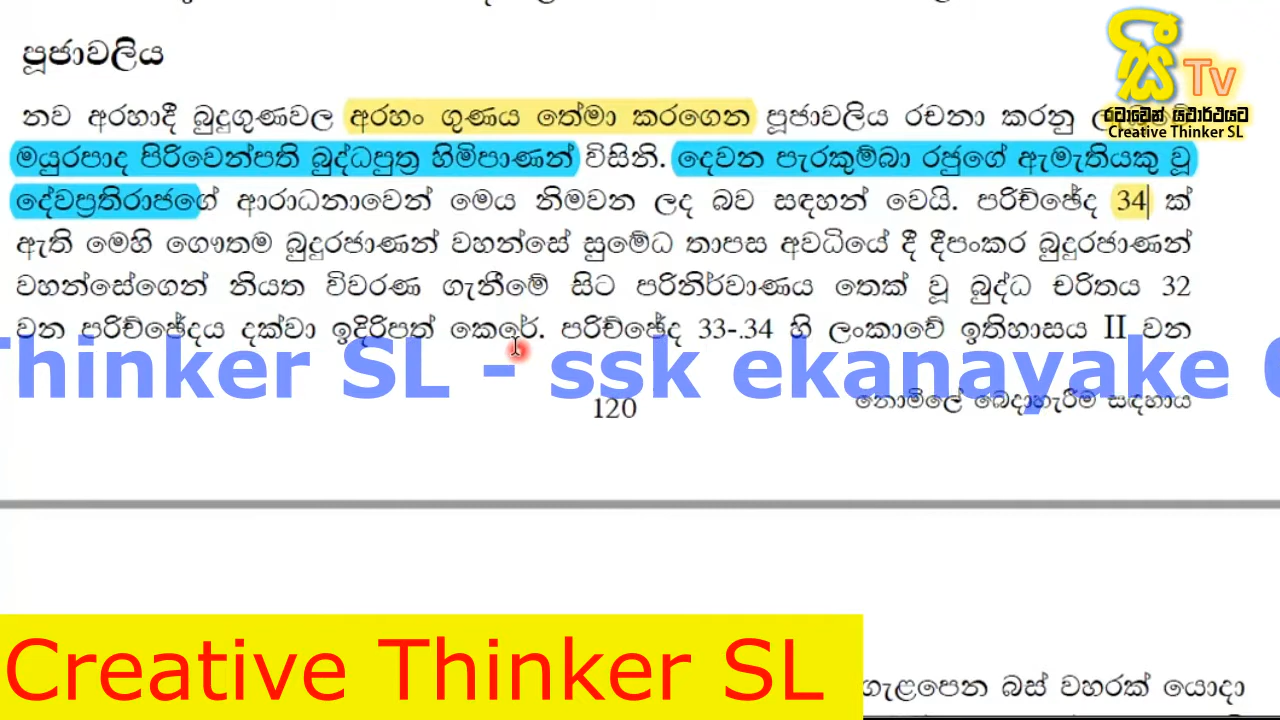 පූජාවලිය
නව අරහාදී බුදුගුණවල අරහං ගුණය තේමා කරගෙන පූජාවලිය රචනා කරනු
මයුරපාද පිරිවෙන්පති බුද්ධපුත්‍ර හිමිපාණන් විසිනි. දෙවන පැරකුම්බා රජුගේ ඇමැතියකු වූ
දේවප්‍රතිරාජගේ ආරාධනාවෙන් මෙය නිමවන ලද බව සඳහන් වෙයි. පරිච්ඡේද 34 ක්
ඇති මෙහි ගෞතම බුදුරජාණන් වහන්සේ සුමේධ තාපස අවධියේ දී දීපංකර බුදුරජාණන්
වහන්සේගෙන් නියත විවරණ ගැනීමේ සිට පරිනිර්වාණය තෙක් වූ බුද්ධ චරිතය 32
වන පරිච්ඡේදය දක්වා ඉදිරිපත් කෙරේ. පරිච්ඡේද 33-.34 හි ලංකාවේ ඉතිහාසය II වන
Thinker SL - ssk ekanayake 0
120
නොමිලේ බෙදාහැරීම සඳහාය
Tv
Creative Thinker SL
Creative Thinker SL
ගැළපෙන බස් වහරක් යොදා